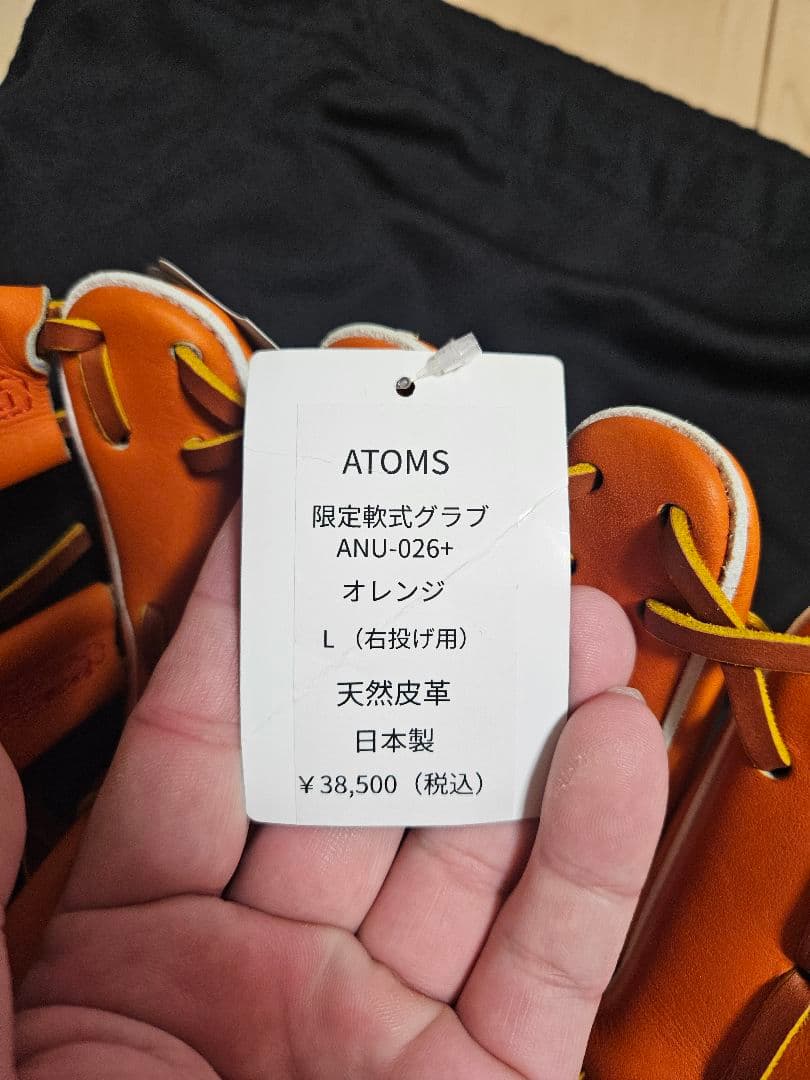 ATOMS
限定軟式グラブ
ANU-026+
オレンジ
L （右投げ用）
天然皮革
日本製
￥38,500（税込）